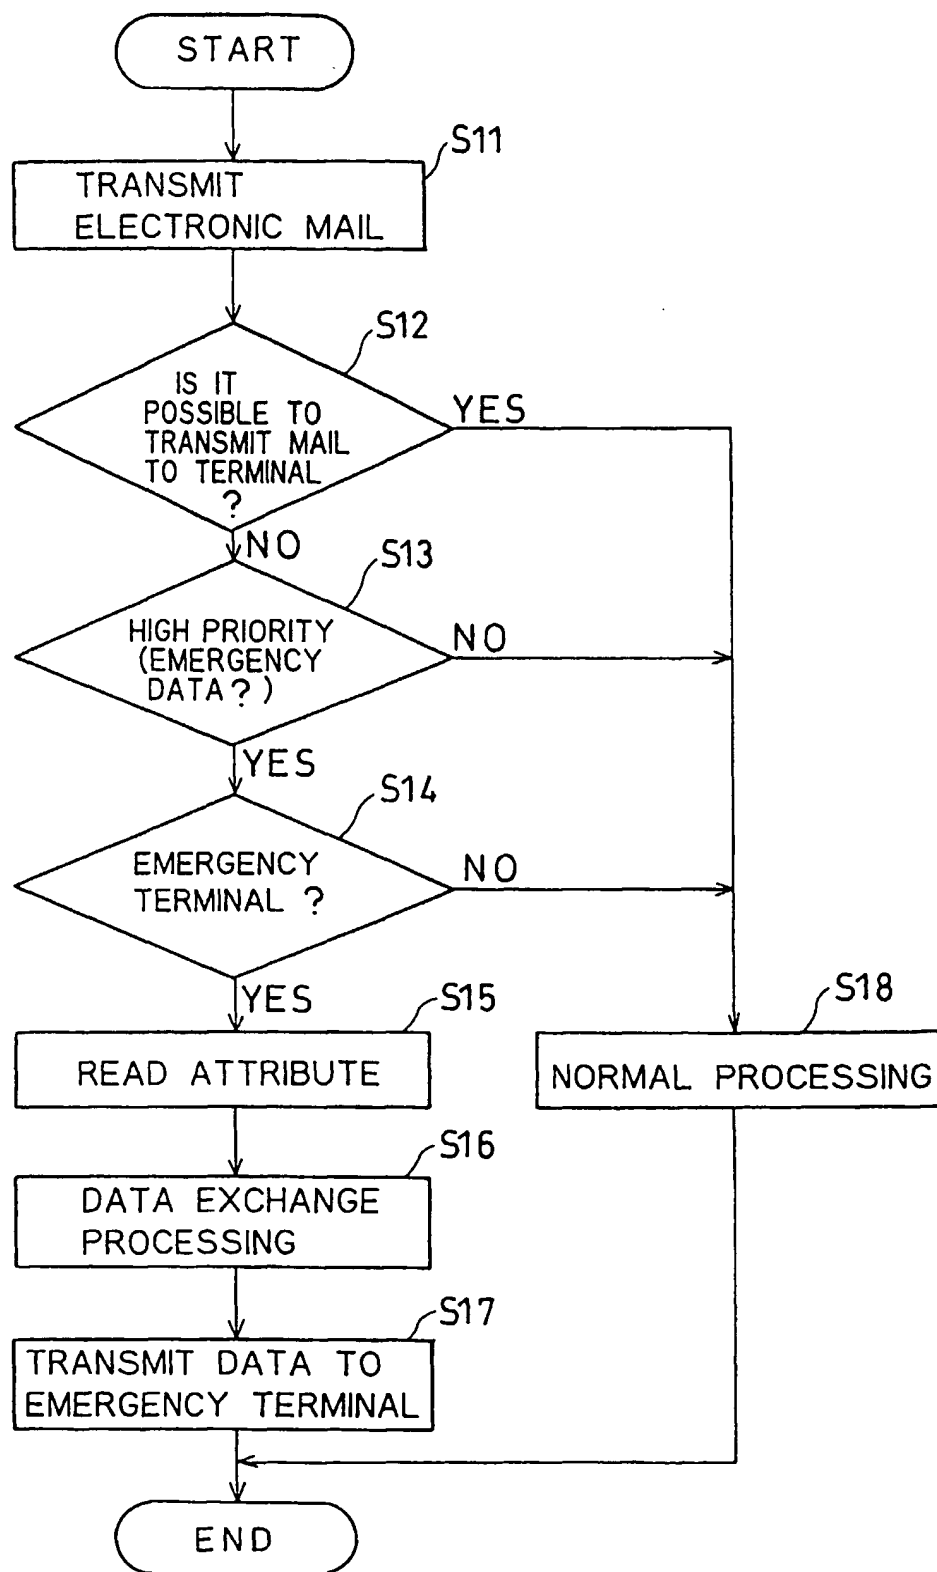 START
S11
TRANSMIT
ELECTRONIC MAIL
S12
IS IT
POSSIBLE TO
TRANSMIT MAIL
TO TERMINAL
?
YES
NO
S13
HIGH PRIORITY
(EMERGENCY
DATA?)
NO
YES
S14
EMERGENCY
TERMINAL ?
NO
YES
S15
READ ATTRIBUTE
S18
NORMAL PROCESSING
S16
DATA EXCHANGE
PROCESSING
S17
TRANSMIT DATA TO
EMERGENCY TERMINAL
END